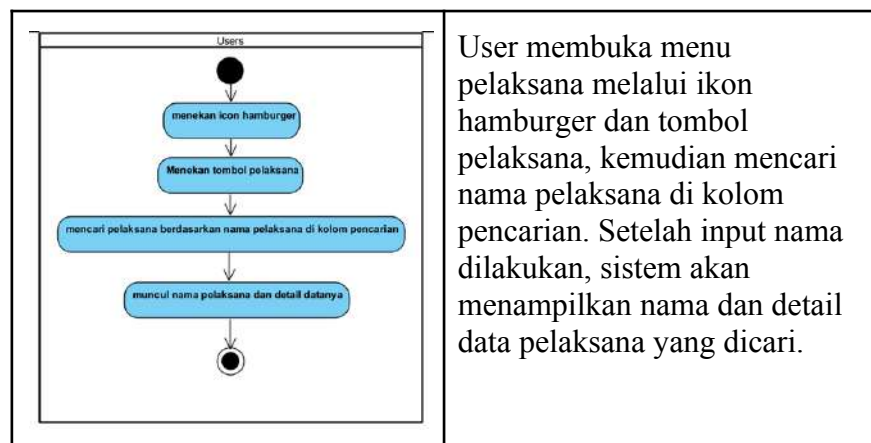 Users
menekan icon hamburger
Menekan tombol pelaksana
mencari pelaksana berdasarkan nama pelaksana di kolom pencarian
muncul nama pelaksana dan detail datanya
User membuka menu
pelaksana melalui ikon
hamburger dan tombol
pelaksana, kemudian mencari
nama pelaksana di kolom
pencarian. Setelah input nama
dilakukan, sistem akan
menampilkan nama dan detail
data pelaksana yang dicari.